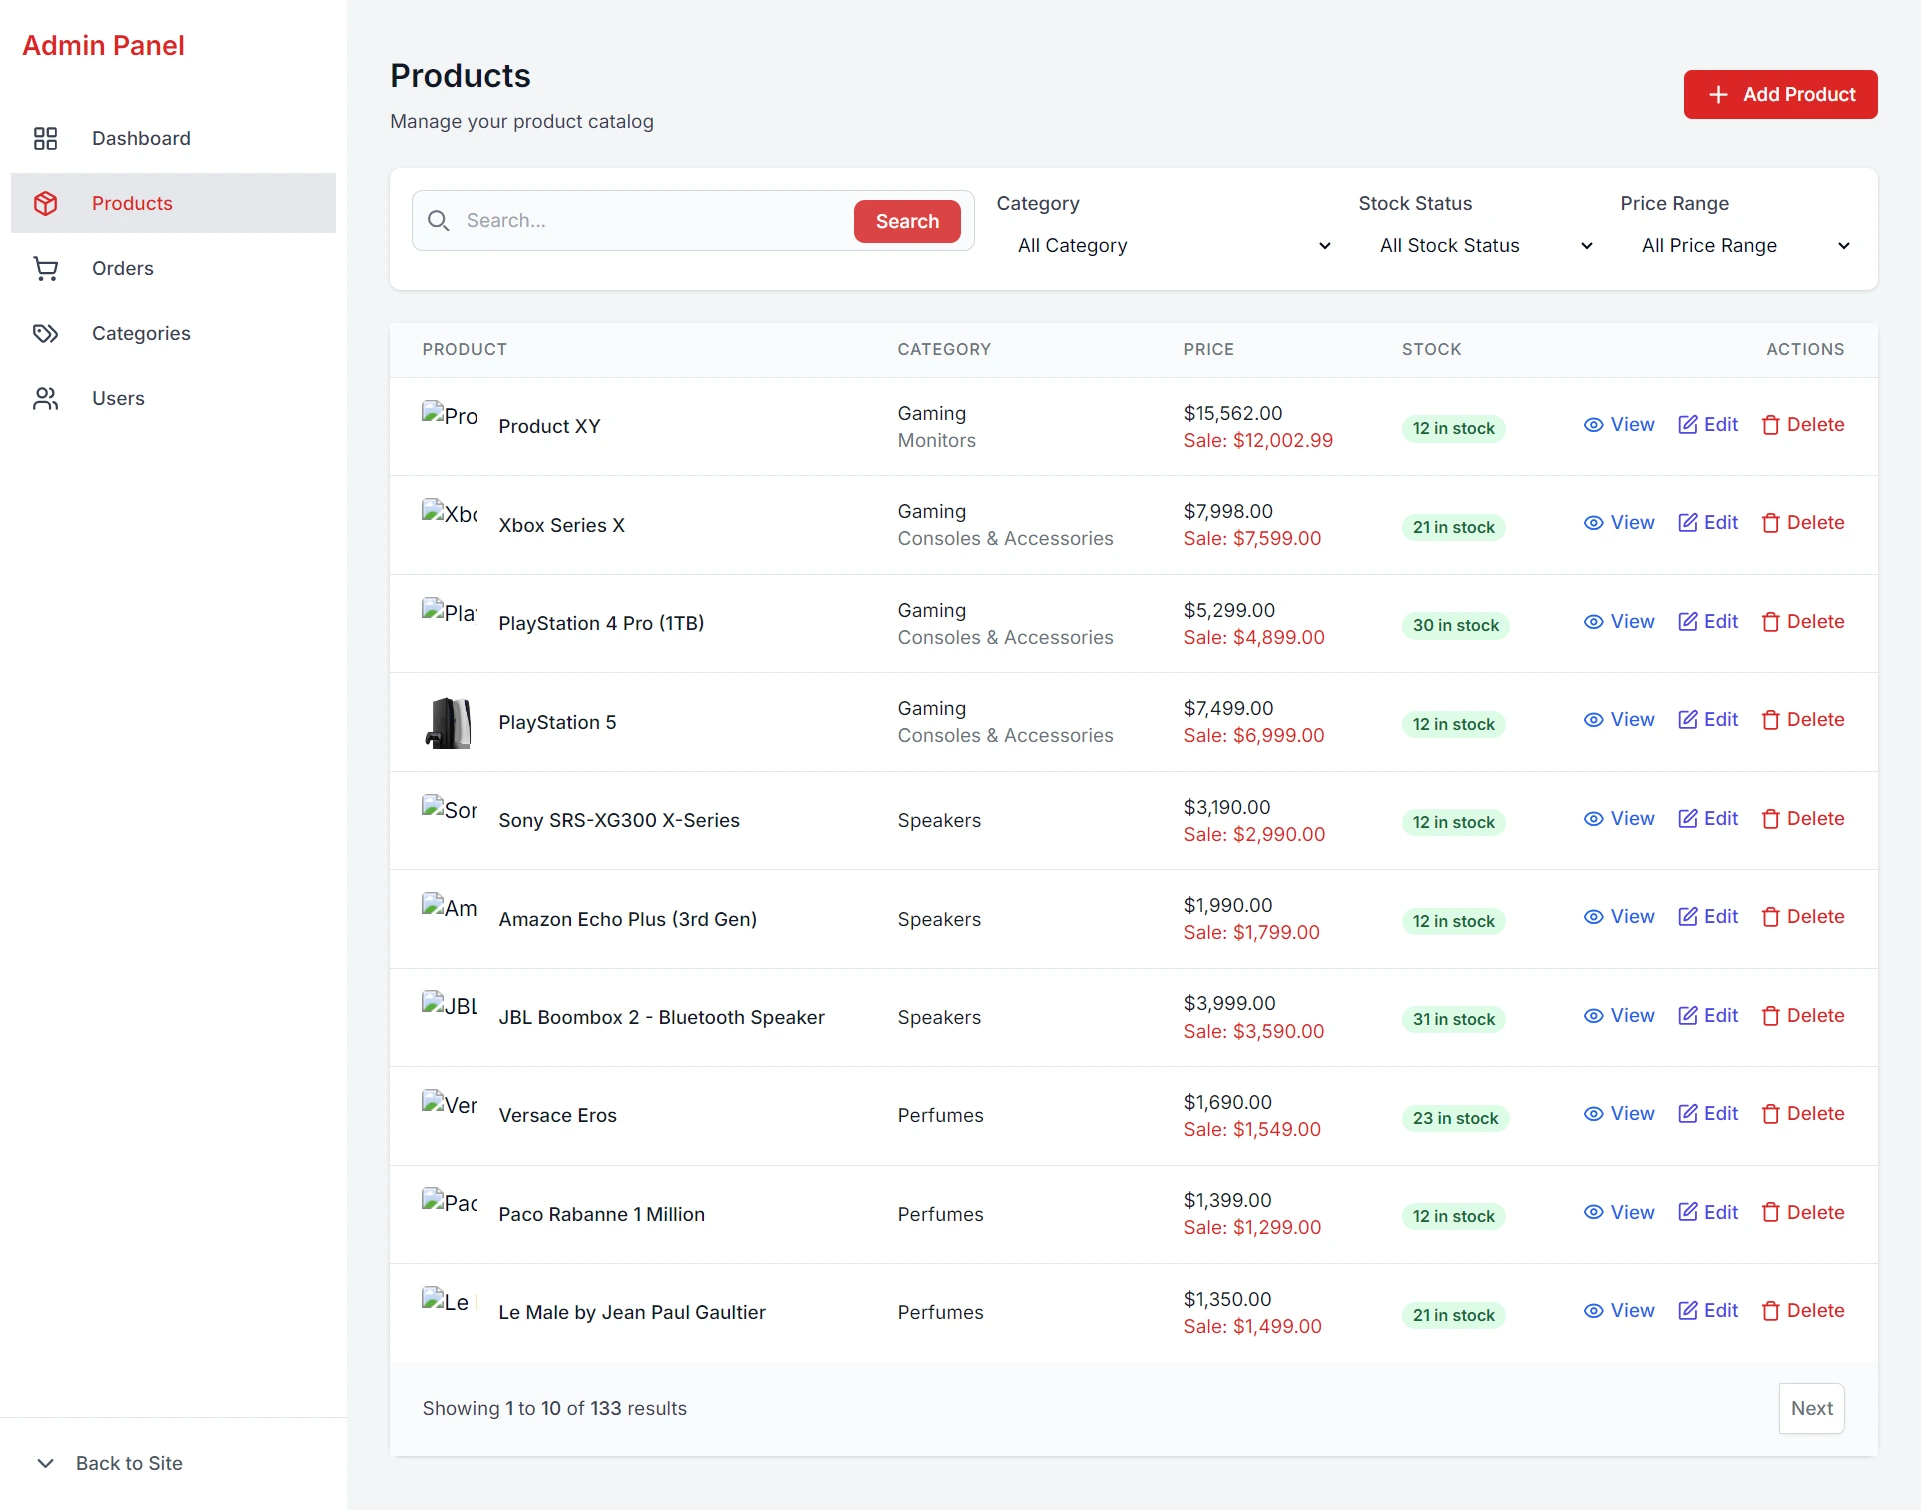 Admin Panel
Dashboard
Products
Orders
Categories
Users
Back to Site
Products
Manage your product catalog
Add Product
Search...
Search
Category
All Category
Stock Status
All Stock Status
Price Range
All Price Range
PRODUCT CATEGORY PRICE STOCK ACTIONS
Pro Product XY Gaming Monitors $15,562.00 Sale: $12,002.99 12 in stock View Edit Delete
Xbo Xbox Series X Gaming Consoles & Accessories $7,998.00 Sale: $7,599.00 21 in stock View Edit Delete
Pla PlayStation 4 Pro (1TB) Gaming Consoles & Accessories $5,299.00 Sale: $4,899.00 30 in stock View Edit Delete
PlayStation 5 Gaming Consoles & Accessories $7,499.00 Sale: $6,999.00 12 in stock View Edit Delete
Son Sony SRS-XG300 X-Series Speakers $3,190.00 Sale: $2,990.00 12 in stock View Edit Delete
Am Amazon Echo Plus (3rd Gen) Speakers $1,990.00 Sale: $1,799.00 12 in stock View Edit Delete
JBL JBL Boombox 2 - Bluetooth Speaker Speakers $3,999.00 Sale: $3,590.00 31 in stock View Edit Delete
Ver Versace Eros Perfumes $1,690.00 Sale: $1,549.00 23 in stock View Edit Delete
Pac Paco Rabanne 1 Million Perfumes $1,399.00 Sale: $1,299.00 12 in stock View Edit Delete
Le Le Male by Jean Paul Gaultier Perfumes $1,350.00 Sale: $1,499.00 21 in stock View Edit Delete
Showing 1 to 10 of 133 results
Next